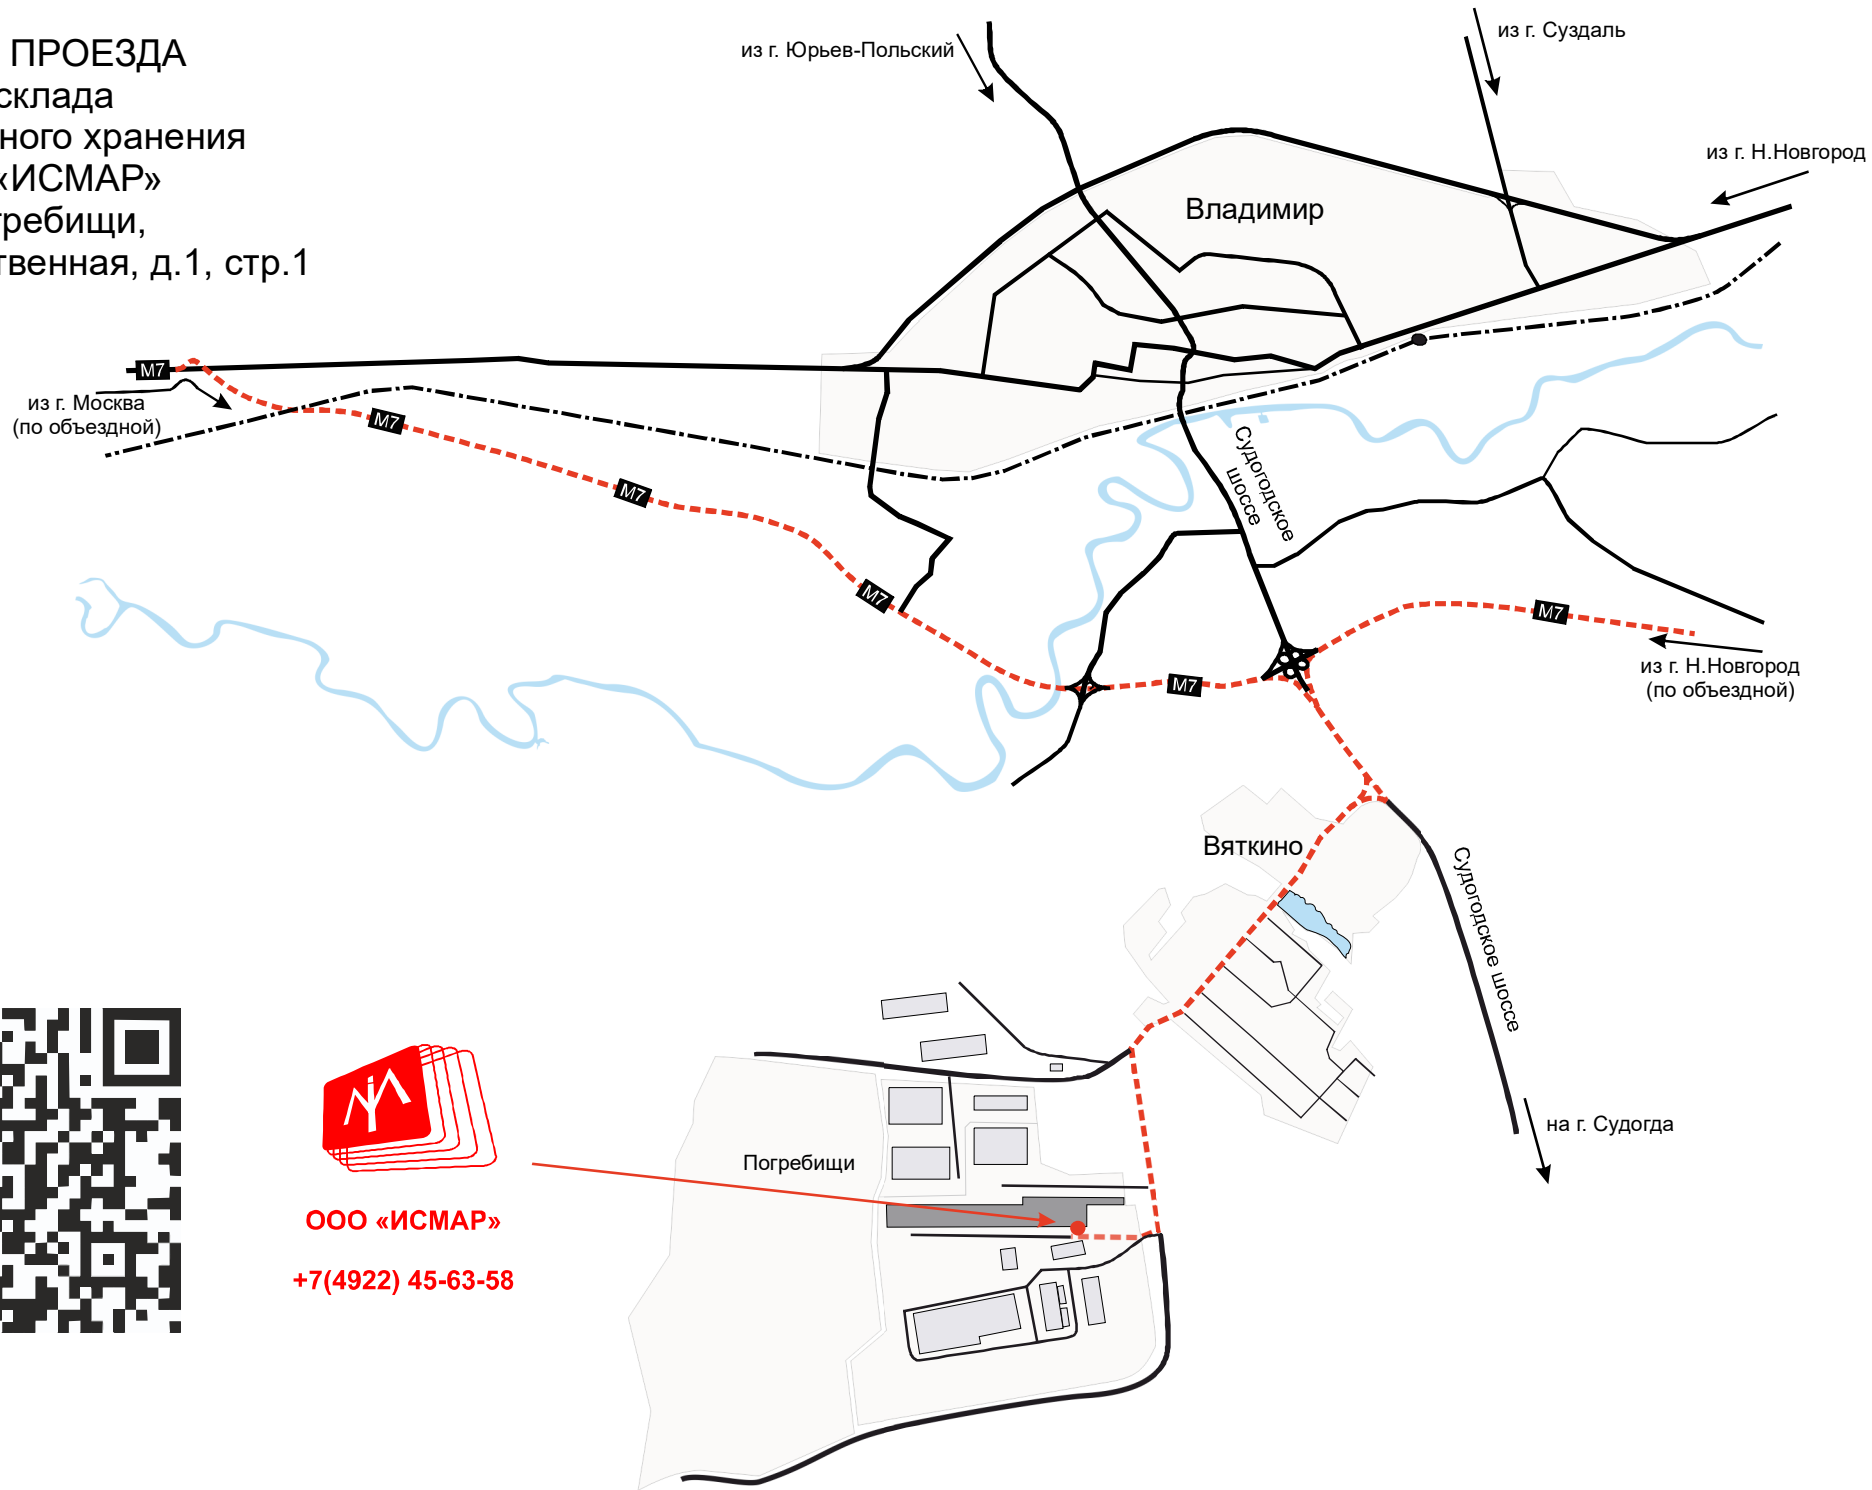 ПРОЕЗДА
склада
ного хранения
«ИСМАР»
гребищи,
твенная, д.1, стр.1
из г. Юрьев-Польский
из г. Суздаль
из г. Н.Новгород
Владимир
М7
из г. Москва
(по объездной)
М7
М7
М7
М7
М7
Судогодское
шоссе
из г. Н.Новгород
(по объездной)
Вяткино
Судогодское шоссе
на г. Судогда
Погребищи
ООО «ИСМАР»
+7(4922) 45-63-58